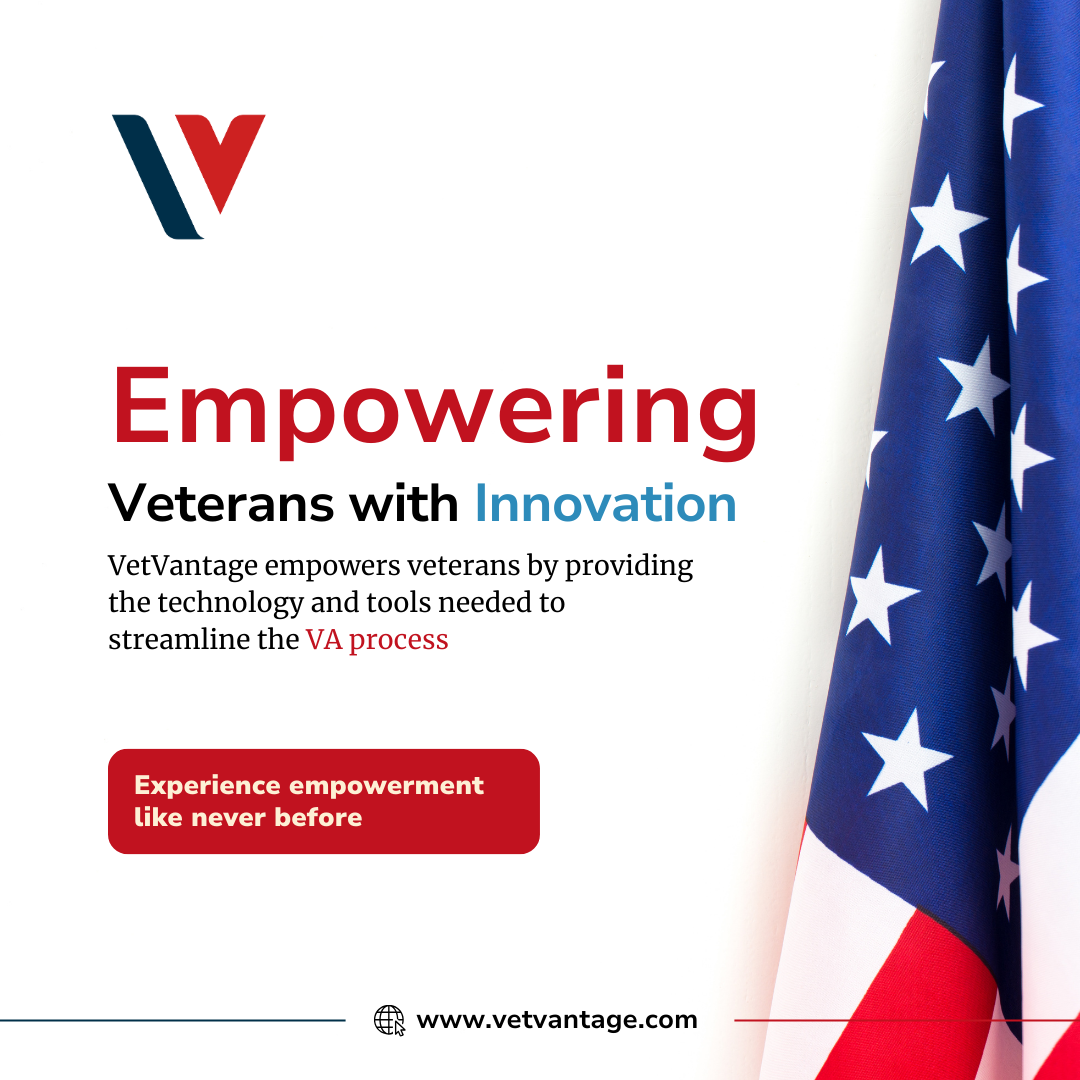 Empowering
Veterans with Innovation
VetVantage empowers veterans by providing
the technology and tools needed to
streamline the VA process
Experience empowerment
like never before
www.vetvantage.com